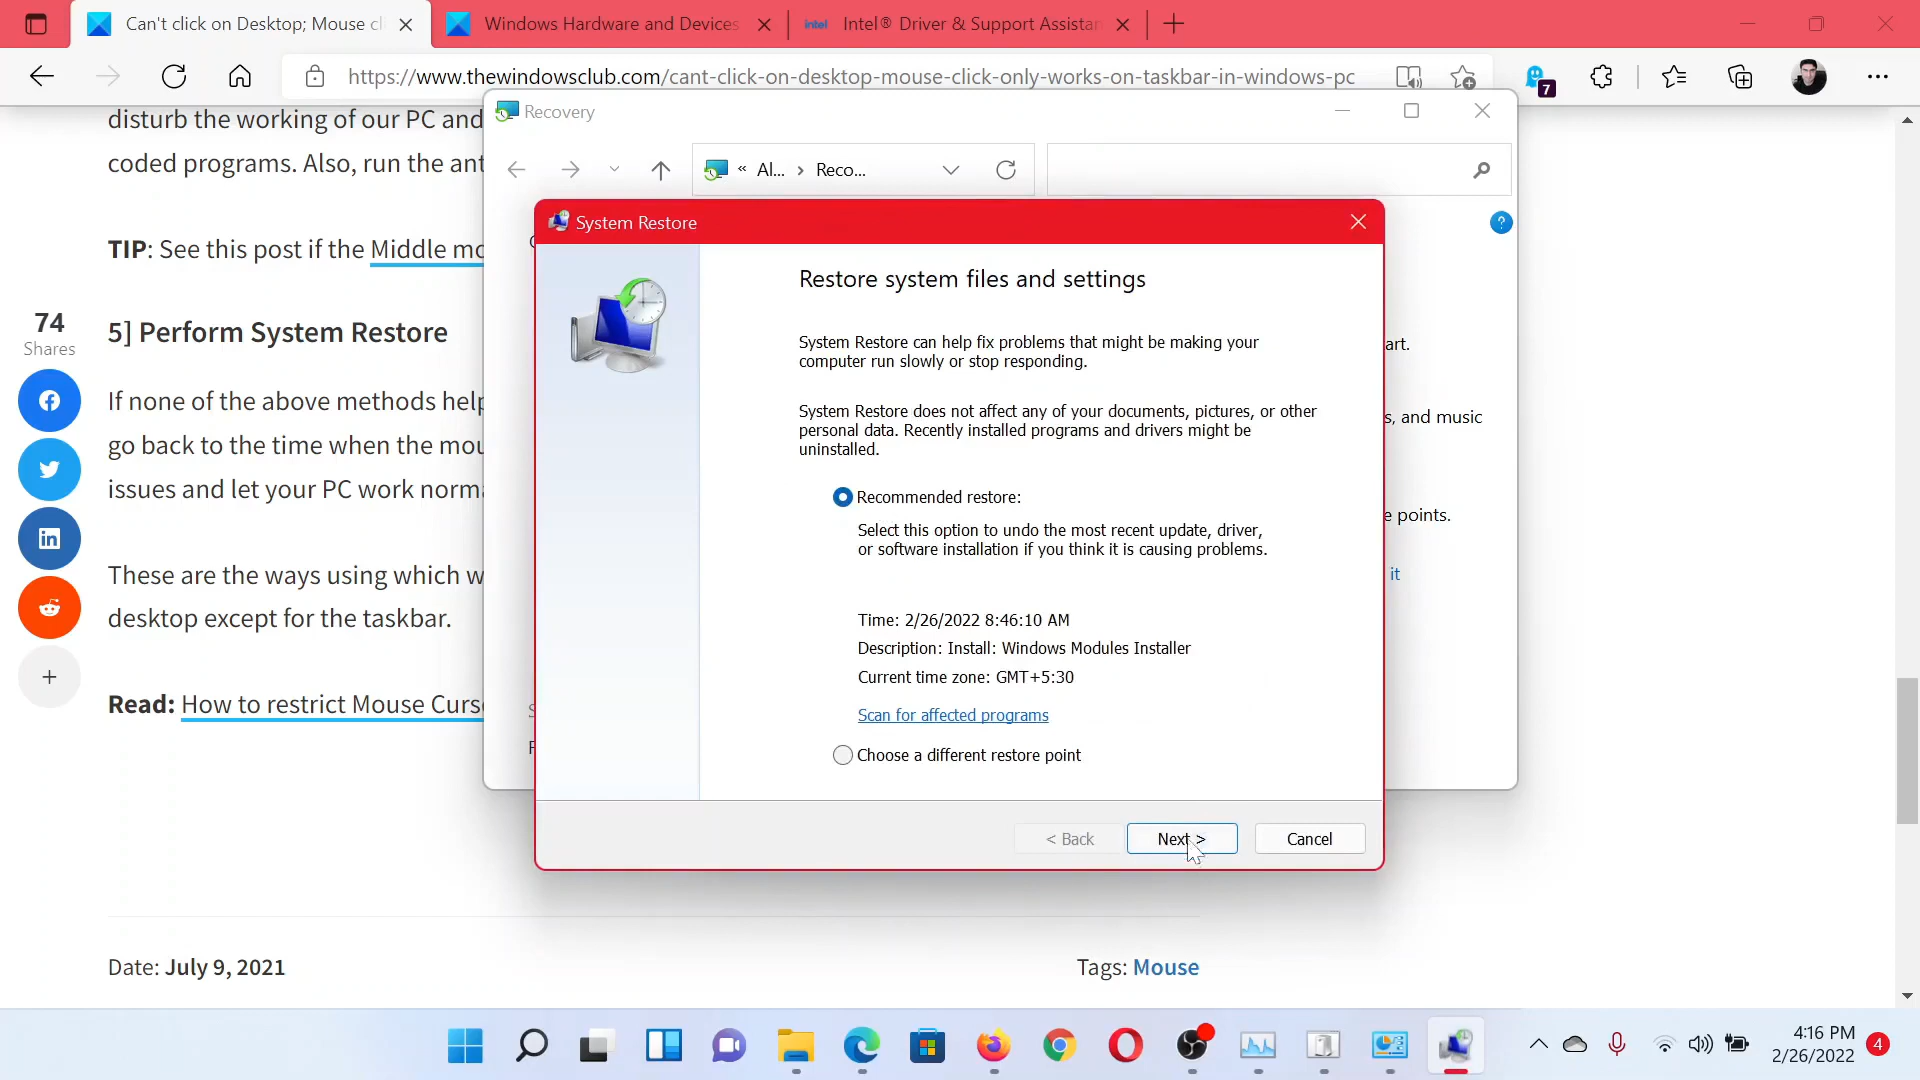 Can't click on Desktop; Mouse cli
Windows Hardware and Devices
intel Intel® Driver & Support Assistan
https://www.thewindowsclub.com/cant-click-on-desktop-mouse-click-only-works-on-taskbar-in-windows-pc
7
disturb the working of our PC and
coded programs. Also, run the ant
TIP: See this post if the Middle mo
74
Shares
5] Perform System Restore
If none of the above methods help
go back to the time when the mou
issues and let your PC work norma
These are the ways using which w
desktop except for the taskbar.
Read: How to restrict Mouse Curso
Date: July 9, 2021
Tags: Mouse
Recovery
« Al... > Reco...
art.
s, and music
e points.
it
System Restore
Restore system files and settings
System Restore can help fix problems that might be making your
computer run slowly or stop responding.
System Restore does not affect any of your documents, pictures, or other
personal data. Recently installed programs and drivers might be
uninstalled.
Recommended restore:
Select this option to undo the most recent update, driver,
or software installation if you think it is causing problems.
Time: 2/26/2022 8:46:10 AM
Description: Install: Windows Modules Installer
Current time zone: GMT+5:30
Scan for affected programs
Choose a different restore point
< Back
Next >
Cancel
4:16 PM
2/26/2022
4